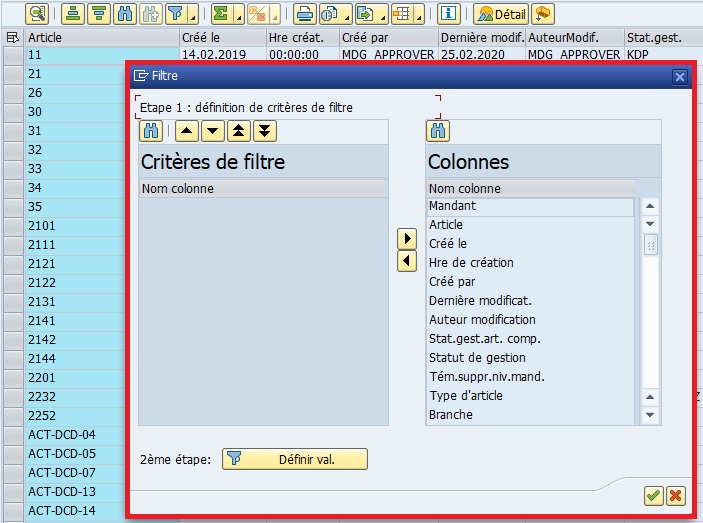 Détail
Article Créé le Hre créat. Créé par Dernière modif. AuteurModif. Stat.gest.
11 14.02.2019 00:00:00 MDG_APPROVER 25.02.2020 MDG_APPROVER KDP
21
26
30
31
32
33
34
35
2101
2111
2121
2122
2131
2141
2142
2144
2201
2232
2252
ACT-DCD-04
ACT-DCD-05
ACT-DCD-07
ACT-DCD-13
ACT-DCD-14
Filtre
Etape 1 : définition de critères de filtre
Critères de filtre
Nom colonne
Colonnes
Nom colonne
Mandant
Article
Créé le
Hre de création
Créé par
Dernière modificat.
Auteur modification
Stat.gest.art. comp.
Statut de gestion
Tém.suppr.niv.mand.
Type d'article
Branche
2ème étape: Définir val.